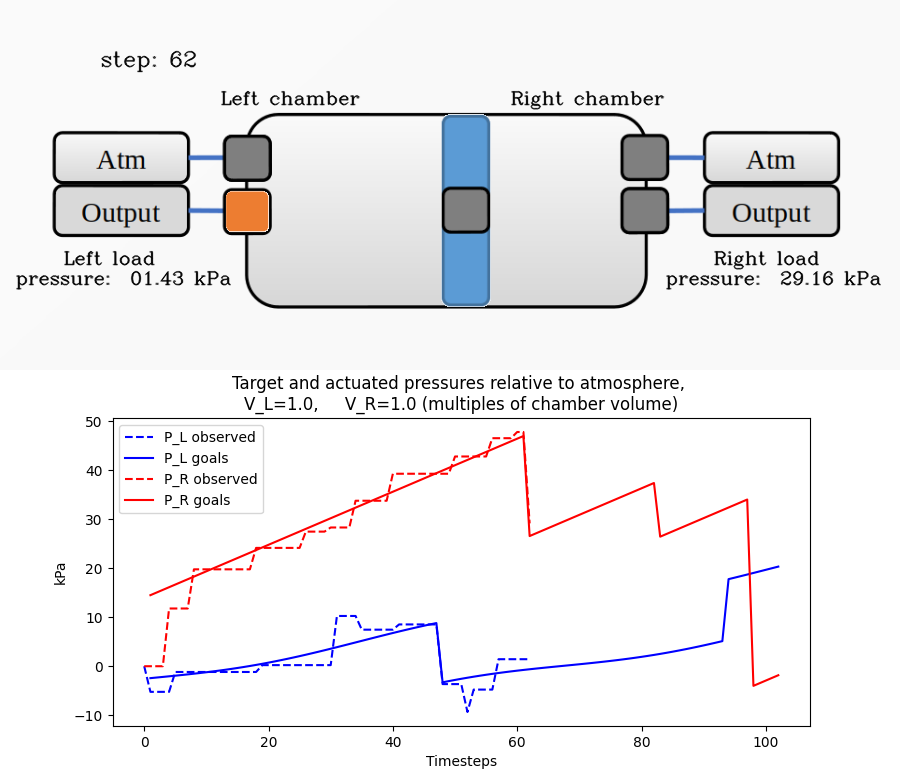 step: 62
Left chamber
Right chamber
Atm
Atm
Output
Output
Left load
pressure: 01.43 kPa
Right load
pressure: 29.16 kPa
Target and actuated pressures relative to atmosphere,
V_L=1.0, V_R=1.0 (multiples of chamber volume)
P_L observed
P_L goals
P_R observed
P_R goals
50
40
30
20
10
0
−10
kPa
0
20
40
60
80
100
Timesteps